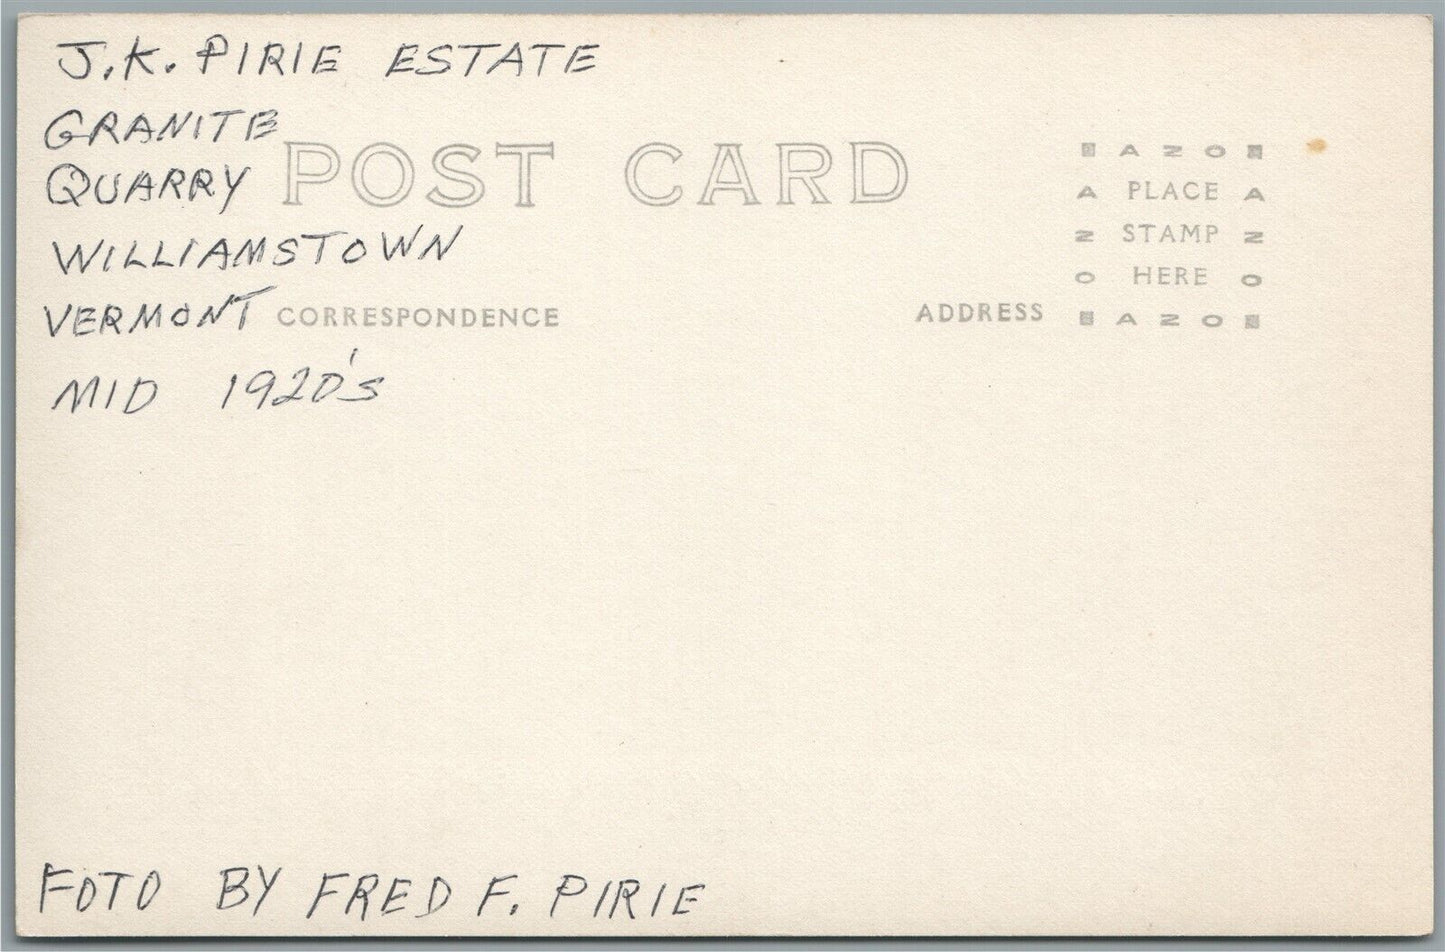 J.K. PIRIE ESTATE
GRANITE
QUARRY
POST CARD
WILLIAMSTOWN
VERMONT
CORRESPONDENCE
ADDRESS
MID 1920's
AZO
A PLACE A
Z STAMP Z
O HERE O
AZO
FOTO BY FRED F. PIRIE